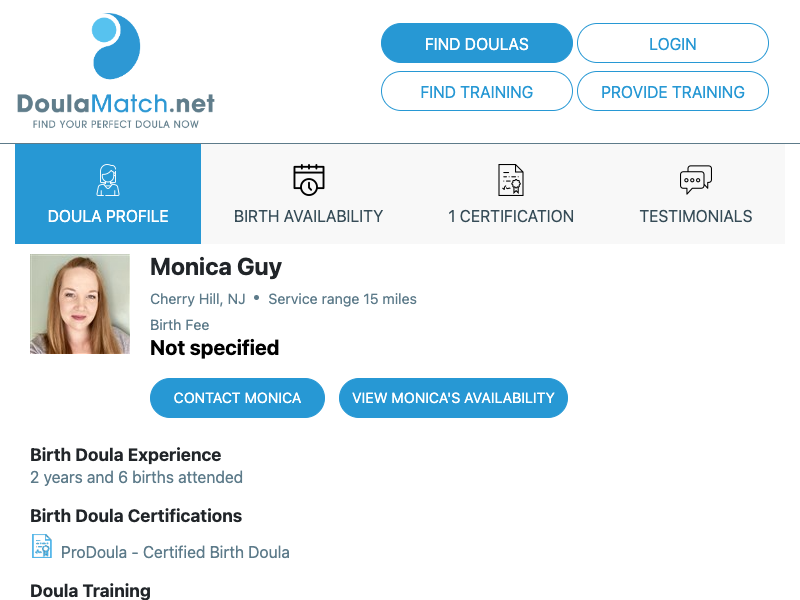 DoulaMatch.net
FIND YOUR PERFECT DOULA NOW
FIND DOULAS
LOGIN
FIND TRAINING
PROVIDE TRAINING
DOULA PROFILE
BIRTH AVAILABILITY
1 CERTIFICATION
TESTIMONIALS
Monica Guy
Cherry Hill, NJ • Service range 15 miles
Birth Fee
Not specified
CONTACT MONICA
VIEW MONICA'S AVAILABILITY
Birth Doula Experience
2 years and 6 births attended
Birth Doula Certifications
ProDoula - Certified Birth Doula
Doula Training